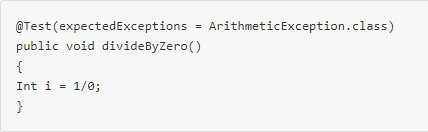 @Test(expectedExceptions = ArithmeticException.class)
public void divideByZero()
{
Int i = 1/0;
}